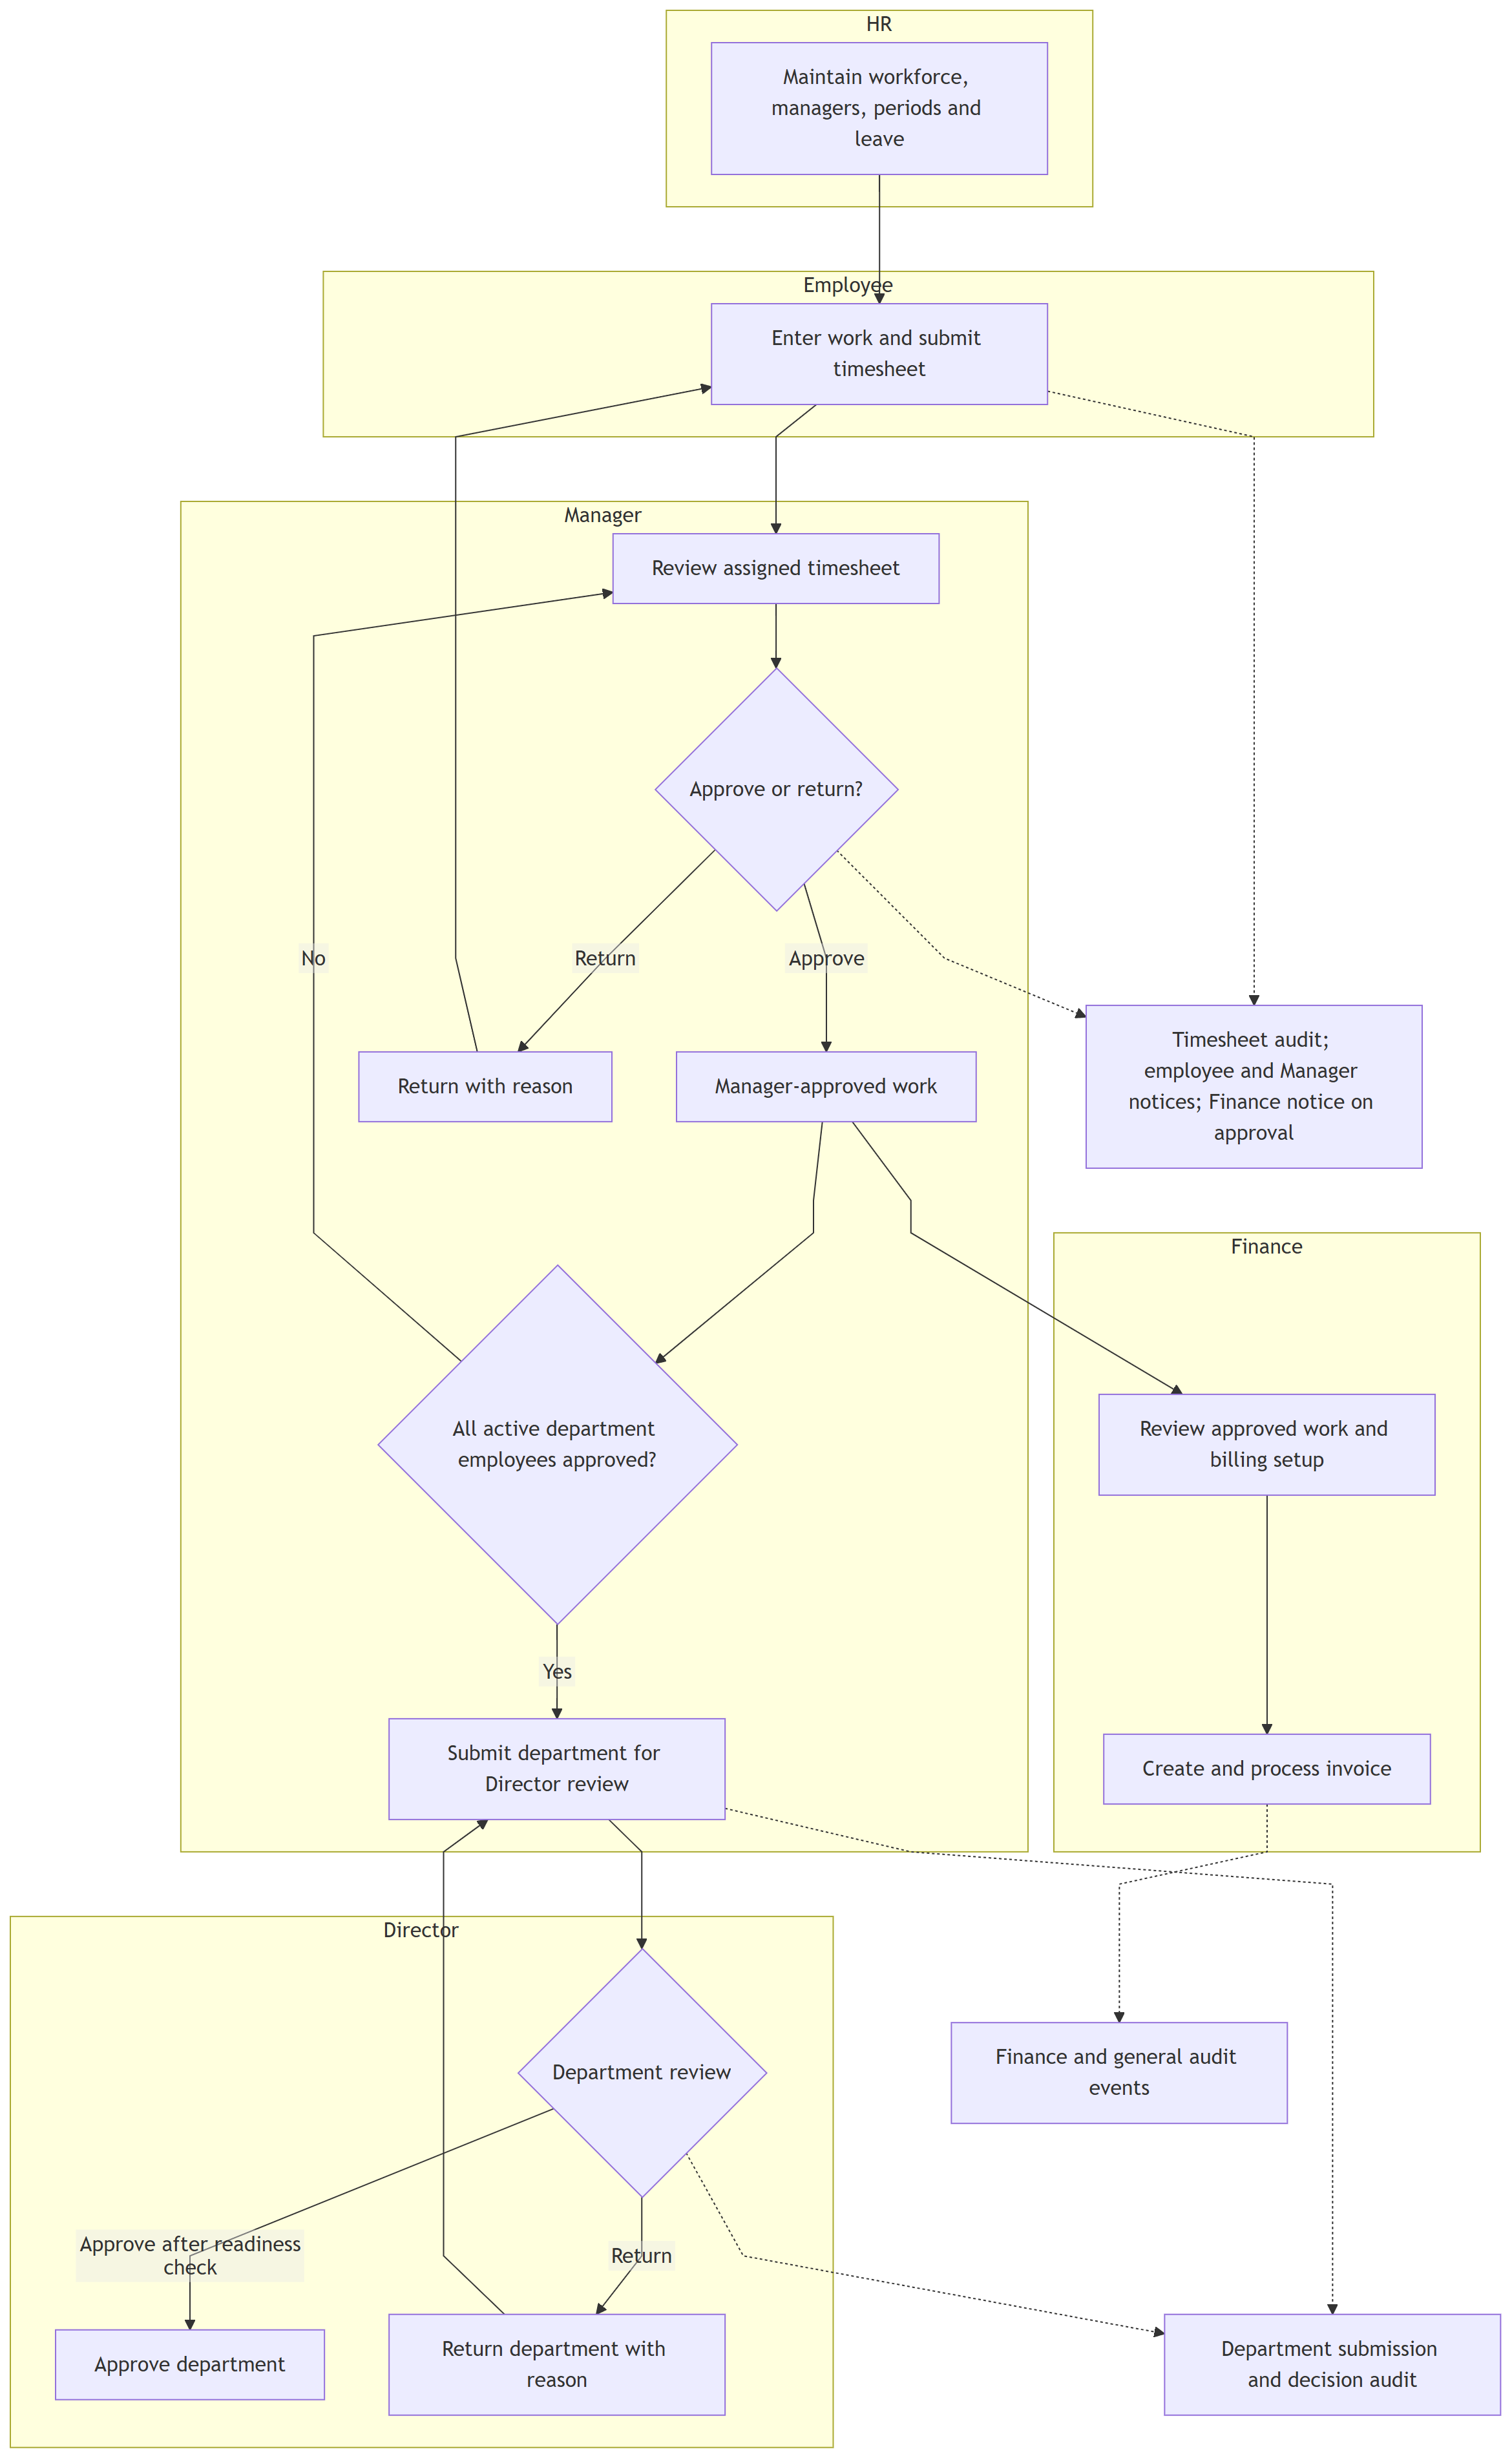 HR
Maintain workforce,
managers, periods and
leave
Employee
Enter work and submit
timesheet
Manager
Review assigned timesheet
Approve or return?
No
Return
Approve
Return with reason
Manager-approved work
Timesheet audit;
employee and Manager
notices; Finance notice on
approval
Finance
Review approved work and
billing setup
All active department
employees approved?
Yes
Submit department for
Director review
Create and process invoice
Director
Department review
Finance and general audit
events
Approve after readiness
check
Return
Approve department
Return department with
reason
Department submission
and decision audit